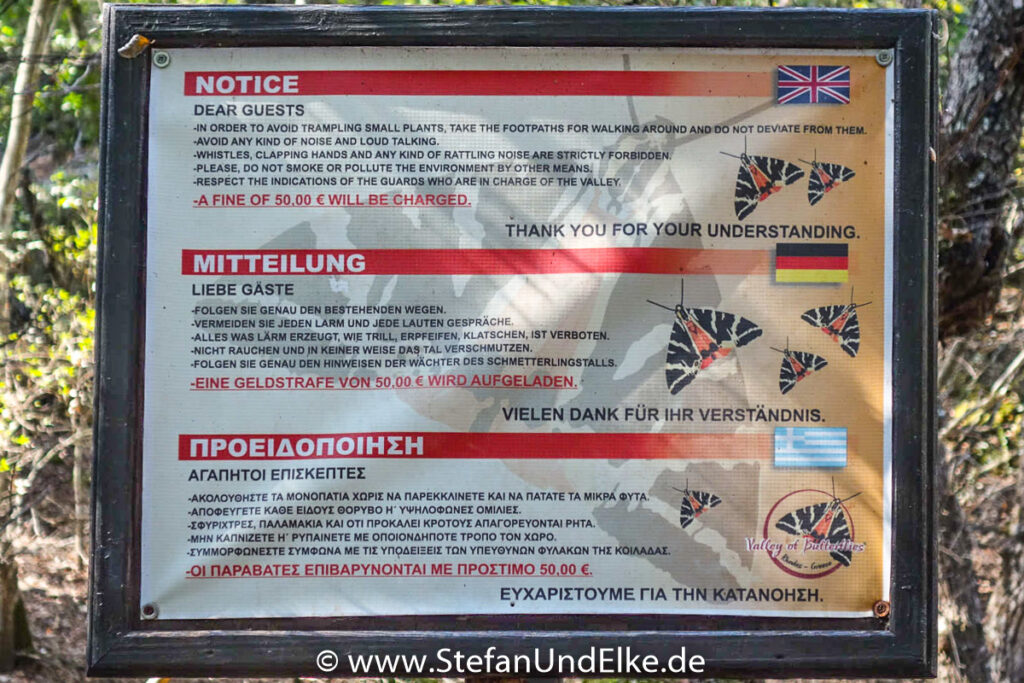 NOTICE
DEAR GUESTS
-IN ORDER TO AVOID TRAMPLING SMALL PLANTS, TAKE THE FOOTPATHS FOR WALKING AROUND AND DO NOT DEVIATE FROM THEM.
-AVOID ANY KIND OF NOISE AND LOUD TALKING.
-WHISTLES, CLAPPING HANDS AND ANY KIND OF RATTLING NOISE ARE STRICTLY FORBIDDEN.
-PLEASE, DO NOT SMOKE OR POLLUTE THE ENVIRONMENT BY OTHER MEANS.
-RESPECT THE INDICATIONS OF THE GUARDS WHO ARE IN CHARGE OF THE VALLEY.
-A FINE OF 50,00 € WILL BE CHARGED.
THANK YOU FOR YOUR UNDERSTANDING.
MITTEILUNG
LIEBE GÄSTE
-FOLGEN SIE GENAU DEN BESTEHENDEN WEGEN.
-VERMEIDEN SIE JEDEN LARM UND JEDE LAUTEN GESPRÄCHE.
-ALLES WAS LÄRM ERZEUGT, WIE TRILL, ERPFEIFEN, KLATSCHEN, IST VERBOTEN.
-NICHT RAUCHEN UND IN KEINER WEISE DAS TAL VERSCHMUTZEN.
-FOLGEN SIE GENAU DEN HINWEISEN DER WÄCHTER DES SCHMETTERLINGSTALLS.
-EINE GELDSTRAFE VON 50,00 € WIRD AUFGELADEN.
VIELEN DANK FÜR IHR VERSTÄNDNIS.
ΠΡΟΕΙΔΟΠΟΙΗΣΗ
ΑΓΑΠΗΤΟΙ ΕΠΙΣΚΕΠΤΕΣ
-ΑΚΟΛΟΥΘΗΣΤΕ ΤΑ ΜΟΝΟΠΑΤΙΑ ΧΩΡΙΣ ΝΑ ΠΑΡΕΚΚΛΙΝΕΤΕ ΚΑΙ ΝΑ ΠΑΤΑΤΕ ΤΑ ΜΙΚΡΑ ΦΥΤΑ.
-ΑΠΟΦΕΥΓΕΤΕ ΚΑΘΕ ΕΙΔΟΥΣ ΘΟΡΥΒΟ Η΄ ΥΨΗΛΟΦΩΝΕΣ ΟΜΙΛΙΕΣ.
-ΣΦΥΡΙΧΤΡΕΣ, ΠΑΛΑΜΑΚΙΑ ΚΑΙ ΟΤΙ ΠΡΟΚΑΛΕΙ ΚΡΟΤΟΥΣ ΑΠΑΓΟΡΕΥΟΝΤΑΙ ΡΗΤΑ.
-ΜΗΝ ΚΑΠΝΙΖΕΤΕ Η΄ ΡΥΠΑΙΝΕΤΕ ΜΕ ΟΠΟΙΟΝΔΗΠΟΤΕ ΤΡΟΠΟ ΤΟΝ ΧΩΡΟ.
-ΣΥΜΜΟΡΦΩΝΕΣΤΕ ΣΥΜΦΩΝΑ ΜΕ ΤΙΣ ΥΠΟΔΕΙΞΕΙΣ ΤΩΝ ΥΠΕΥΘΥΝΩΝ ΦΥΛΑΚΩΝ ΤΗΣ ΚΟΙΛΑΔΑΣ.
-ΟΙ ΠΑΡΑΒΑΤΕΣ ΕΠΙΒΑΡΥΝΟΝΤΑΙ ΜΕ ΠΡΟΣΤΙΜΟ 50,00 €.
ΕΥΧΑΡΙΣΤΟΥΜΕ ΓΙΑ ΤΗΝ ΚΑΤΑΝΟΗΣΗ.
Valley of Butterflies
Rhodes - Greece
© www.StefanUndElke.de